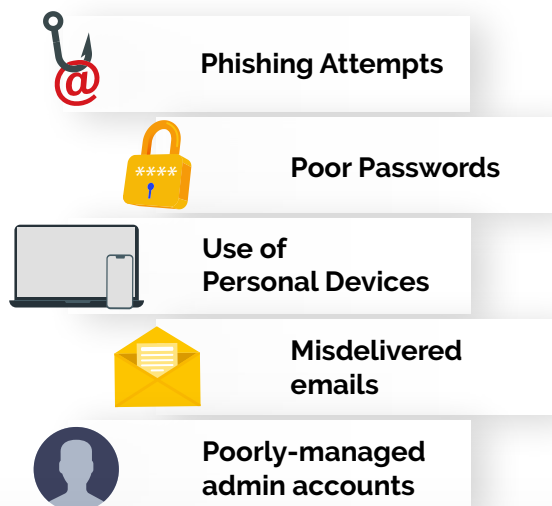 @
Phishing Attempts
****
Poor Passwords
Use of
Personal Devices
Misdelivered
emails
Poorly-managed
admin accounts